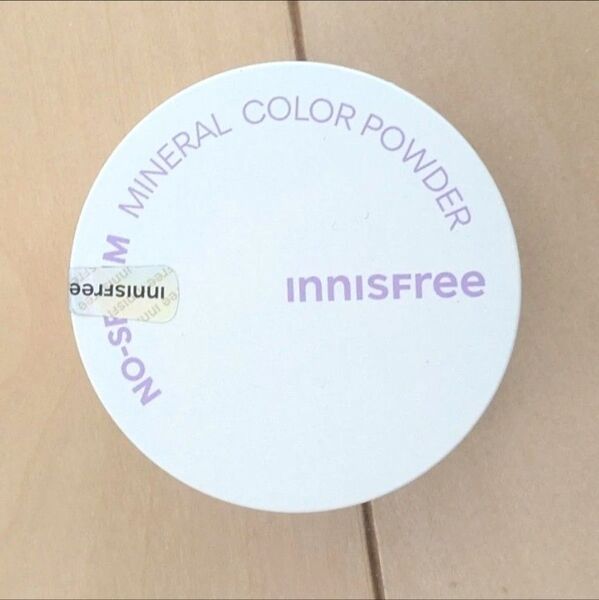 NO-SEBUM MINERAL COLOR POWDER
innisFree
innisFree